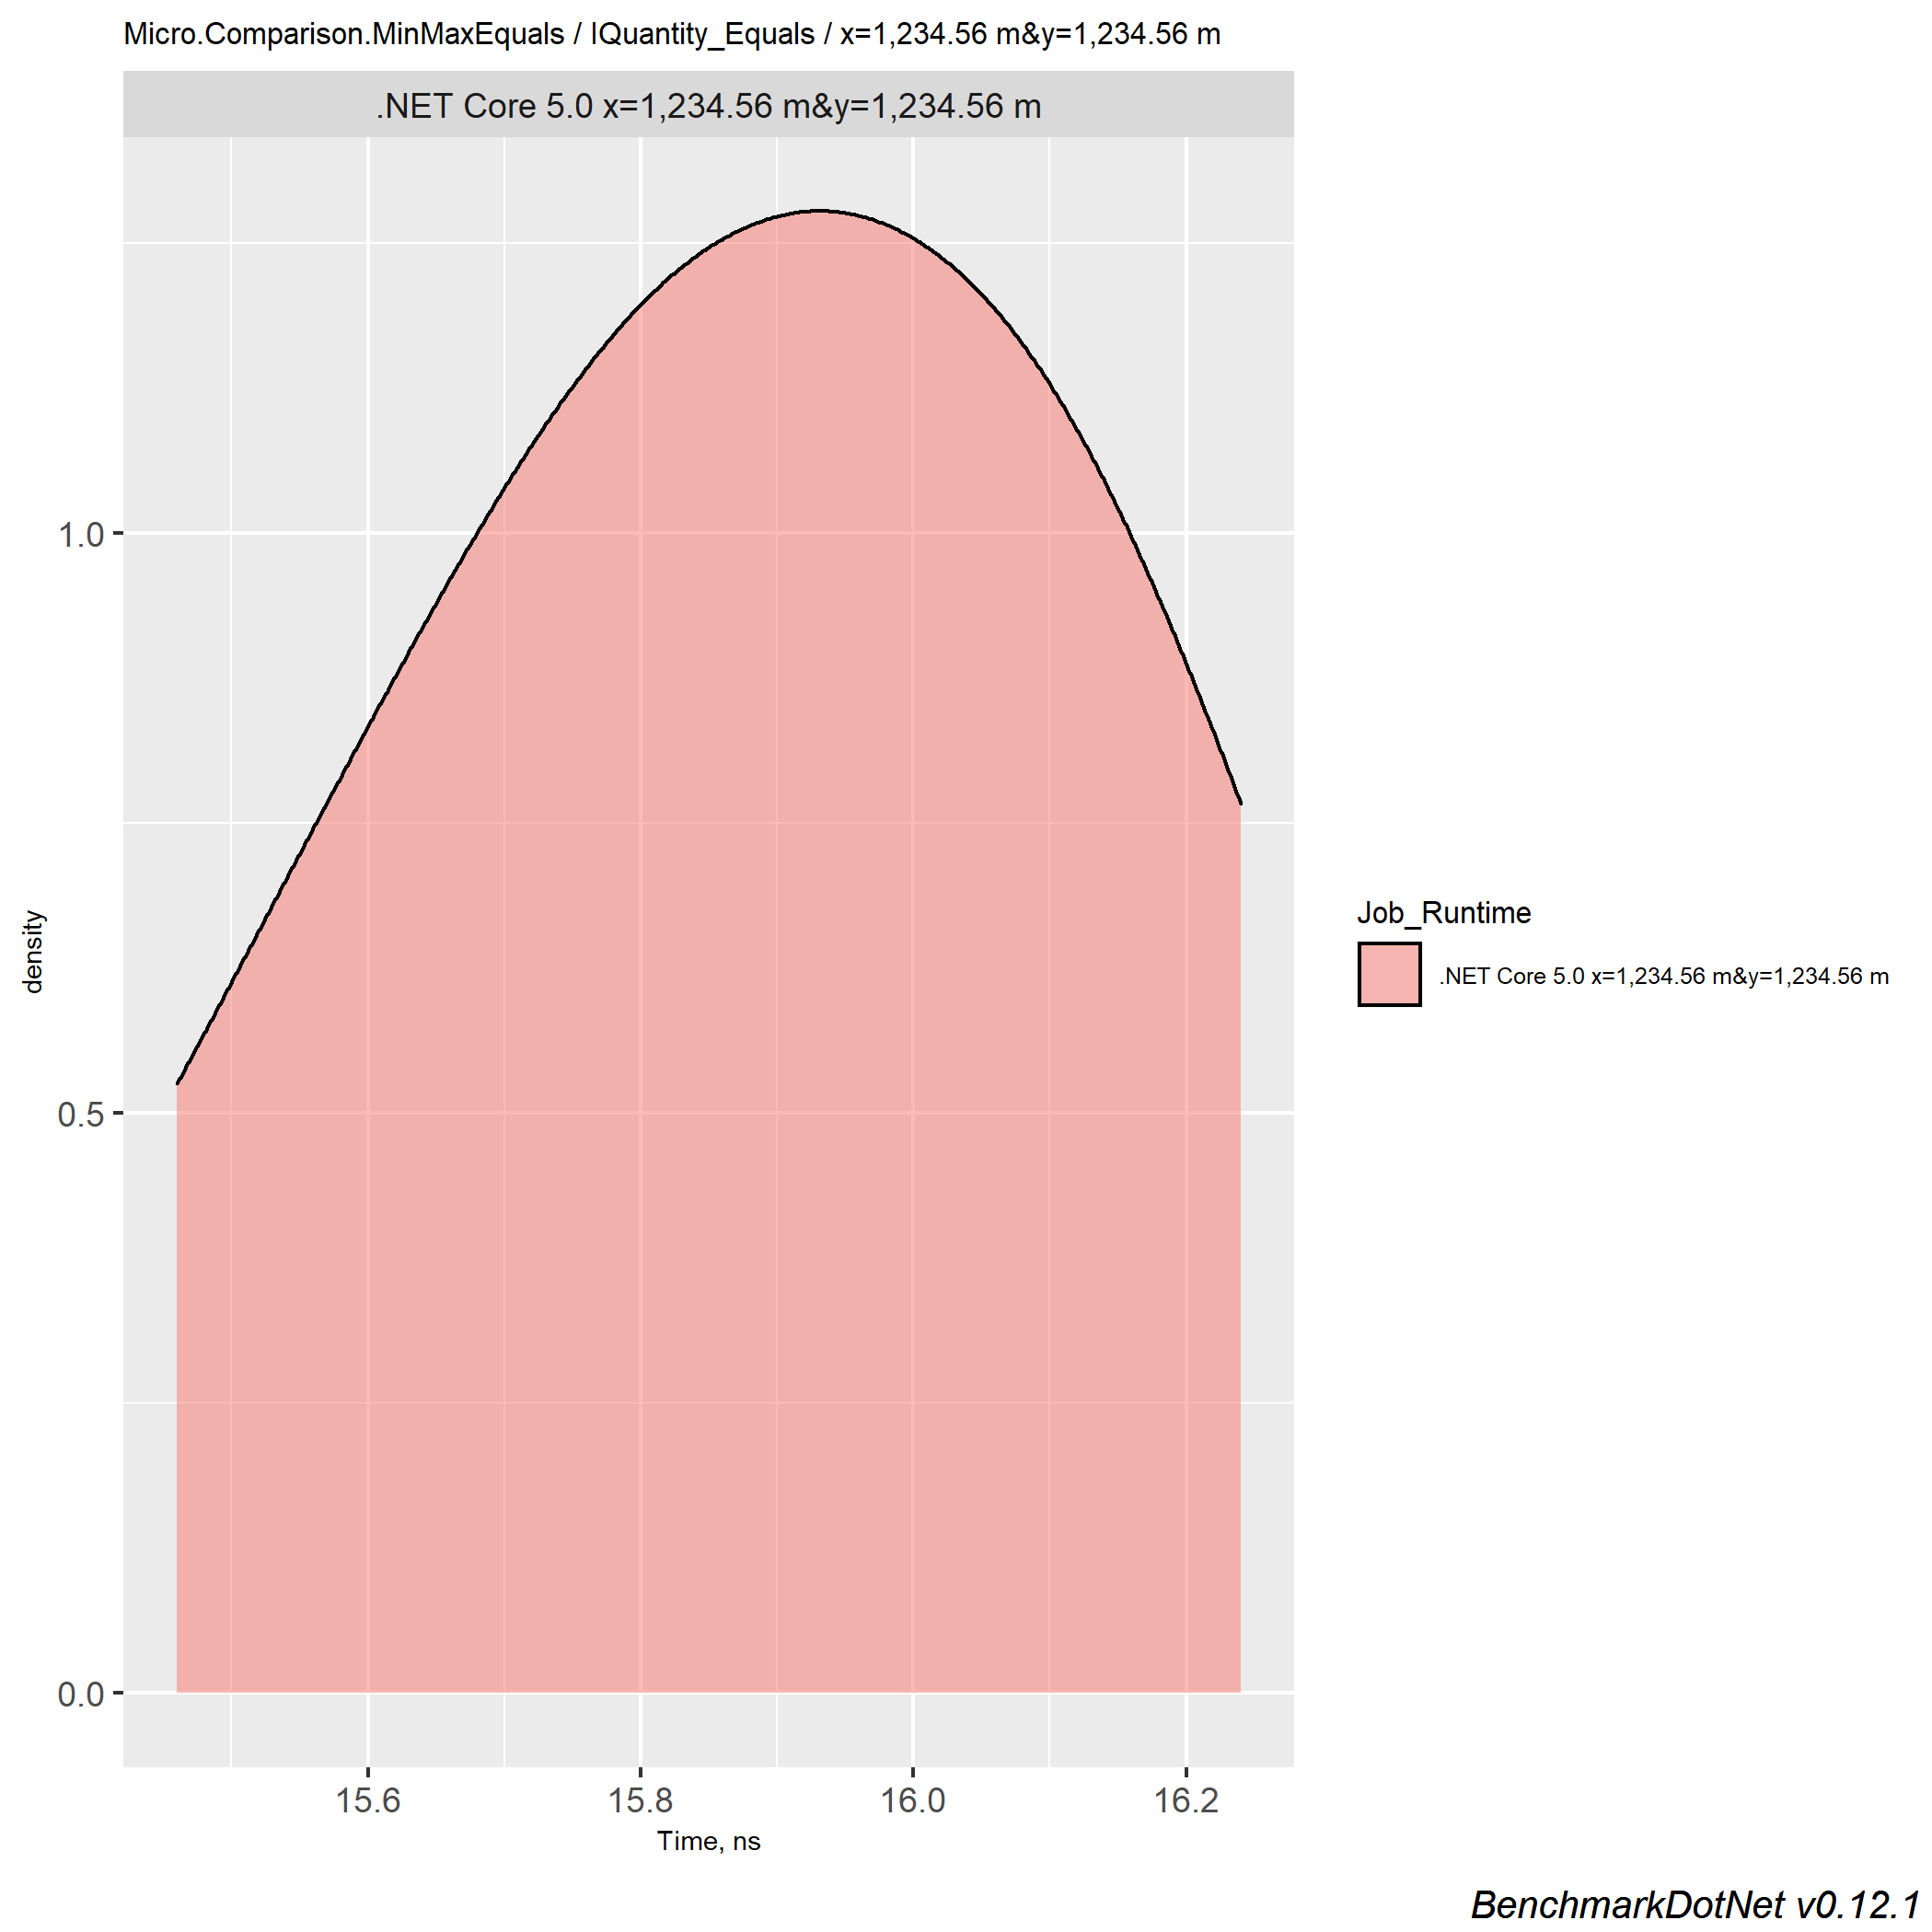 Micro.Comparison.MinMaxEquals / IQuantity_Equals / x=1,234.56 m&y=1,234.56 m
.NET Core 5.0 x=1,234.56 m&y=1,234.56 m
1.0
0.5
0.0
density
15.6 15.8 16.0 16.2
Time, ns
Job_Runtime
.NET Core 5.0 x=1,234.56 m&y=1,234.56 m
BenchmarkDotNet v0.12.1